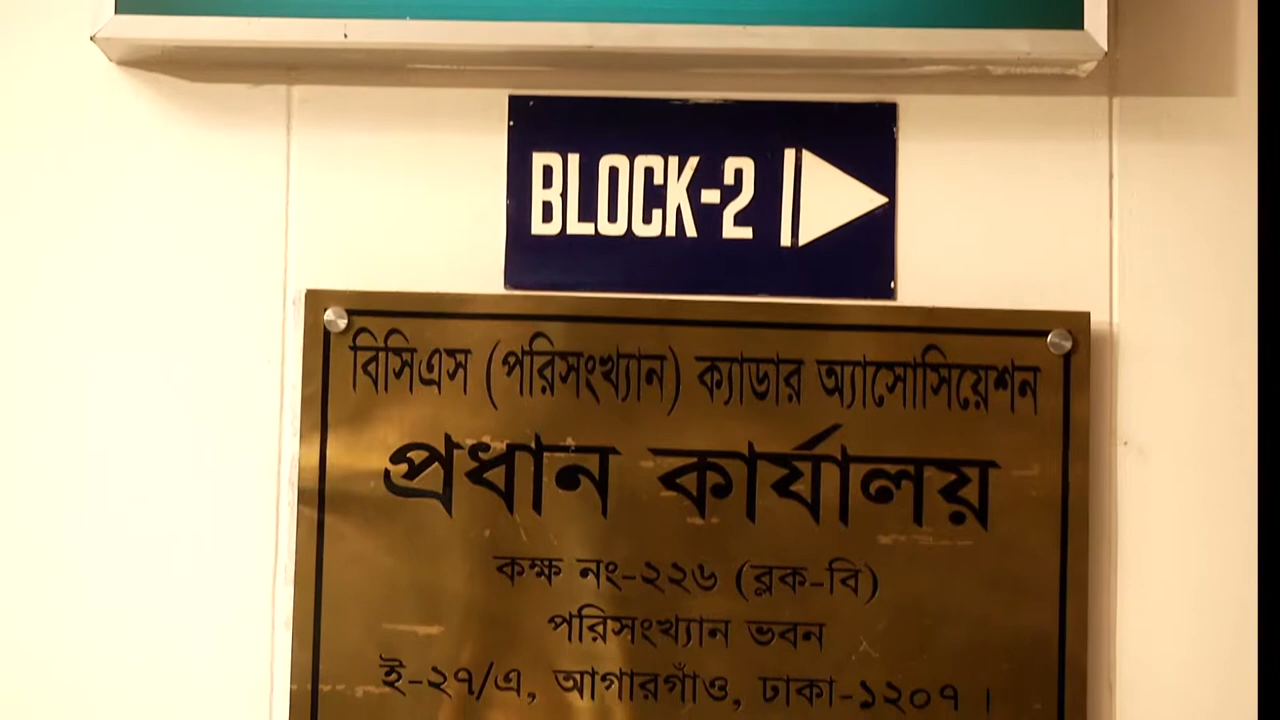 BLOCK-2
বিসিএস (পরিসংখ্যান) ক্যাডার অ্যাসোসিয়েশন
প্রধান কার্যালয়
কক্ষ নং-২২৬ (ব্লক-বি)
পরিসংখ্যান ভবন
ই-২৭/এ, আগারগাঁও, ঢাকা-১২০৭ ।